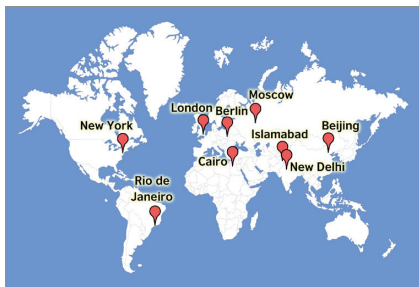 Moscow
London
Berlin
New York
Islamabad
Beijing
Cairo
New Delhi
Rio de
Janeiro